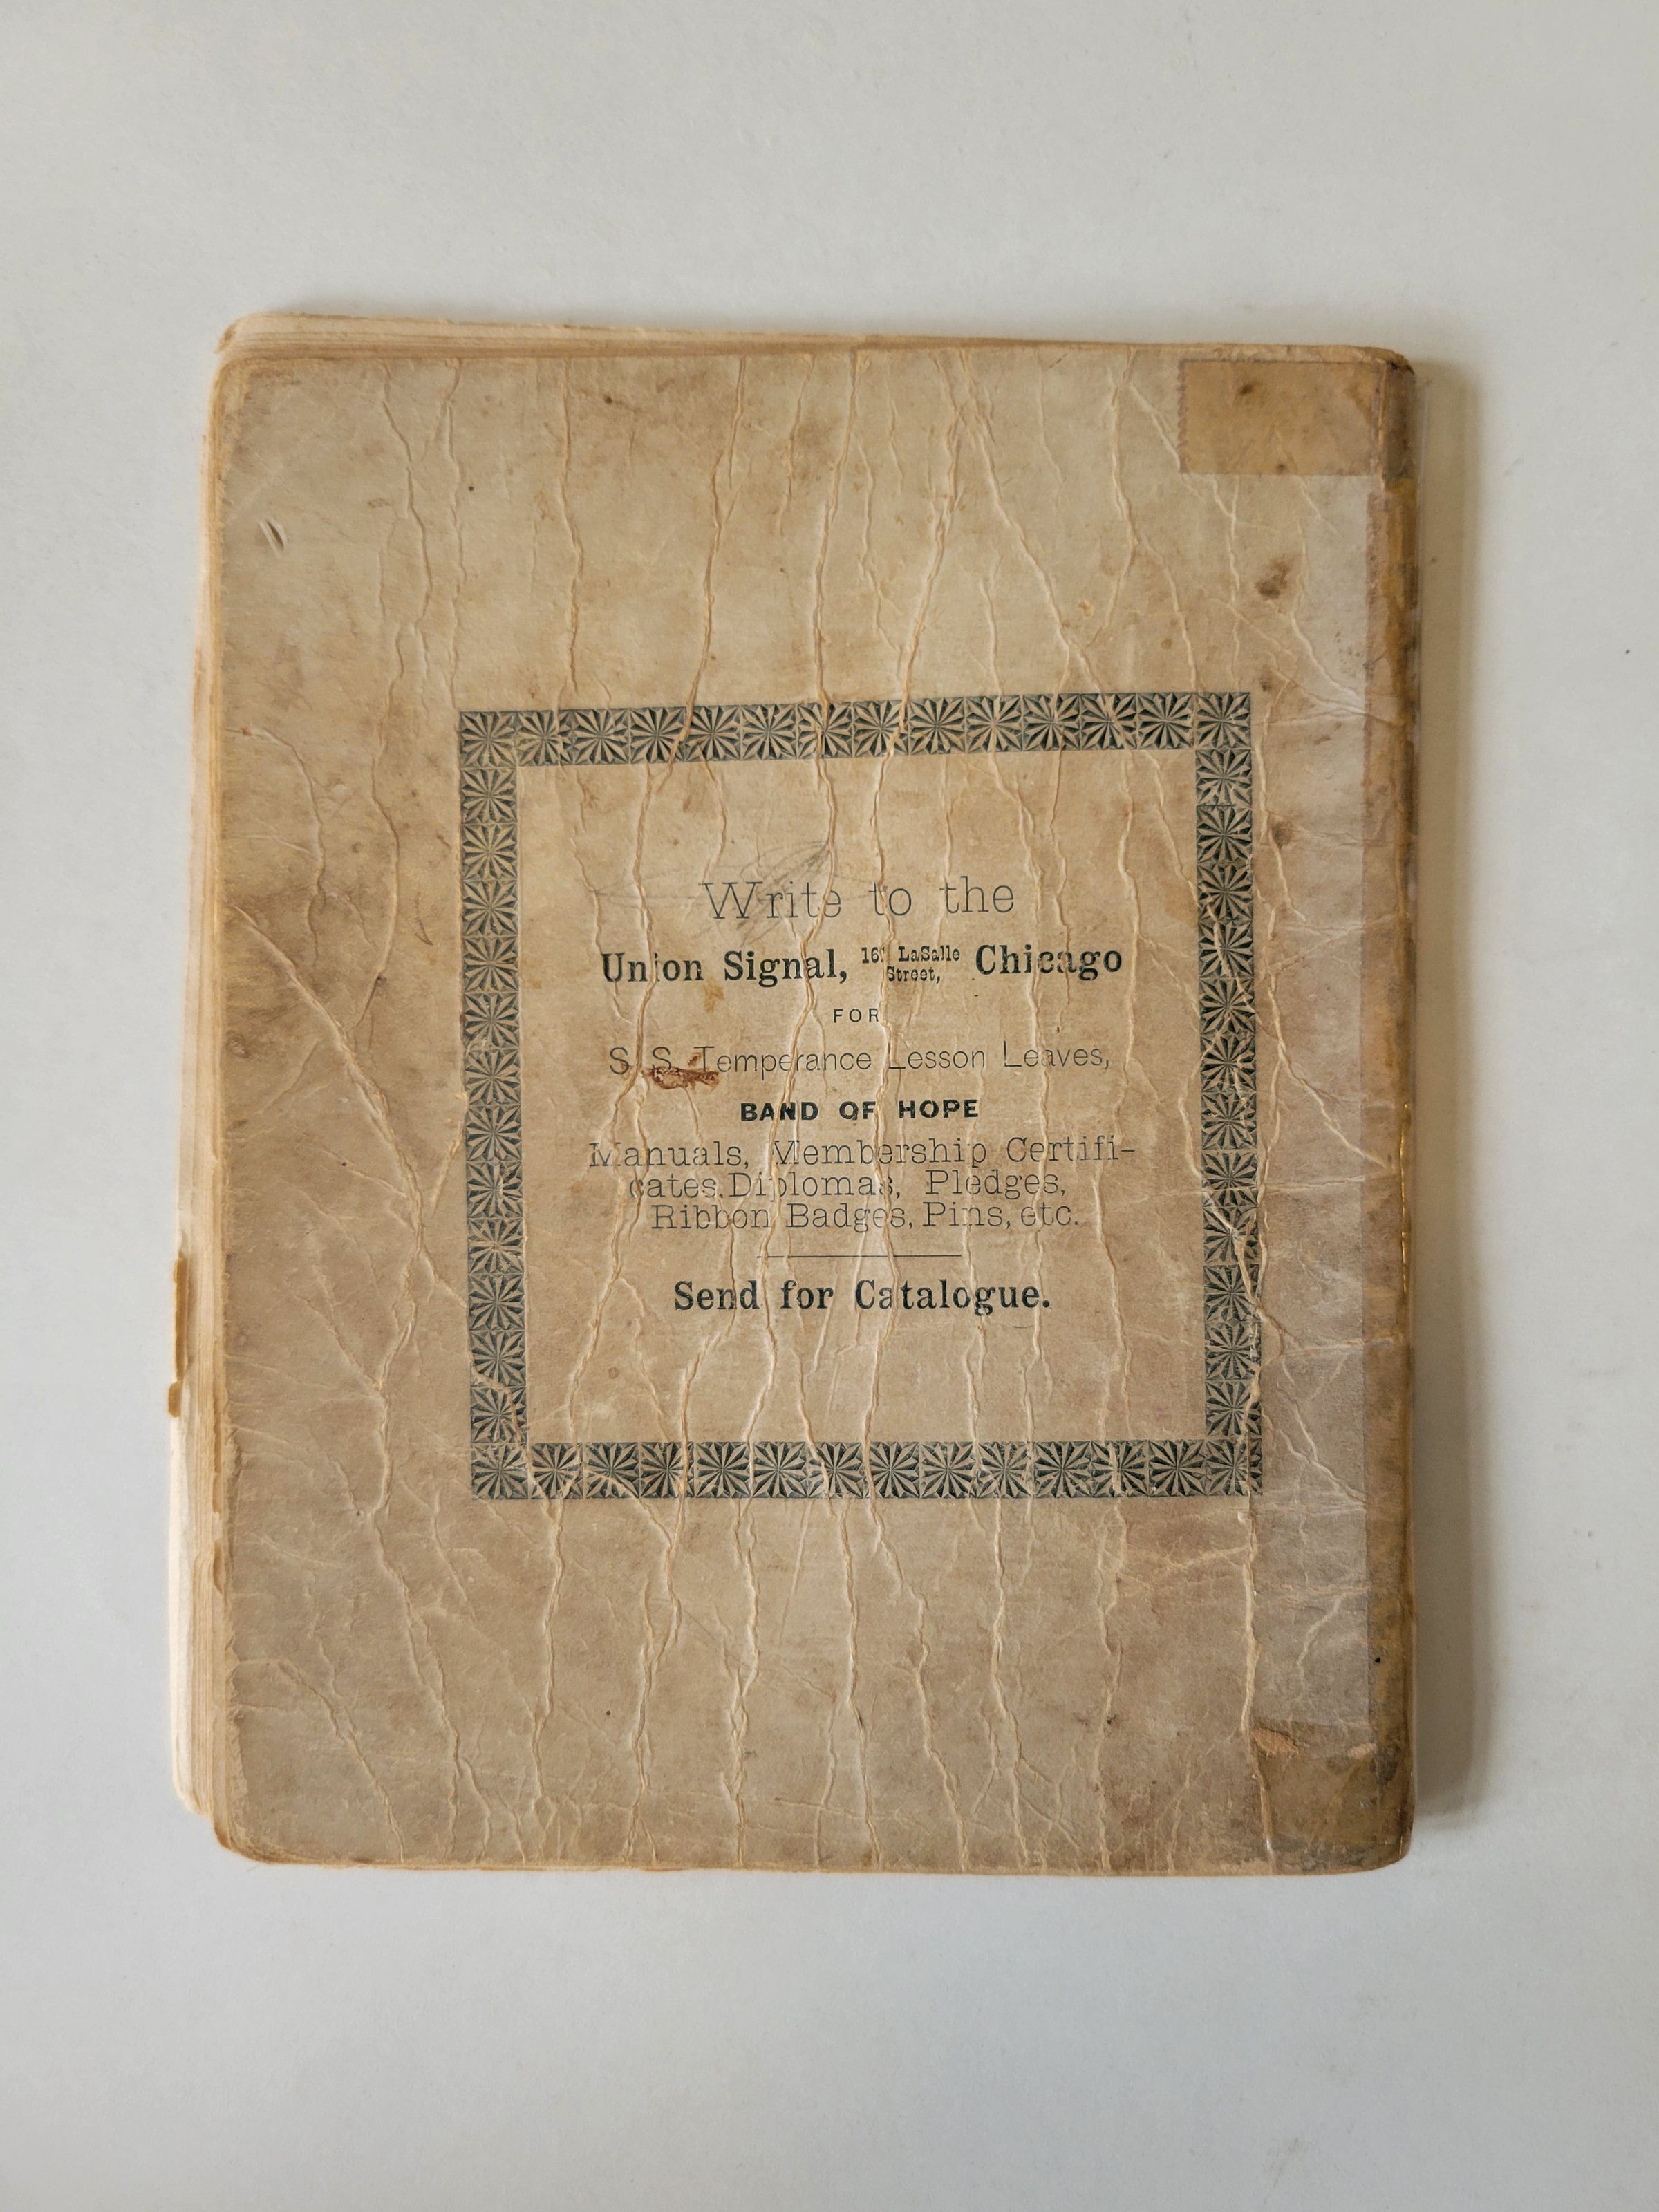 Write to the
Union Signal, LaSalle Street, Chicago
FOR
S. S. Temperance Lesson Leaves,
BAND OF HOPE
Manuals, Membership Certifi-
cates, Diplomas, Pledges,
Ribbon Badges, Pins, etc.
Send for Catalogue.